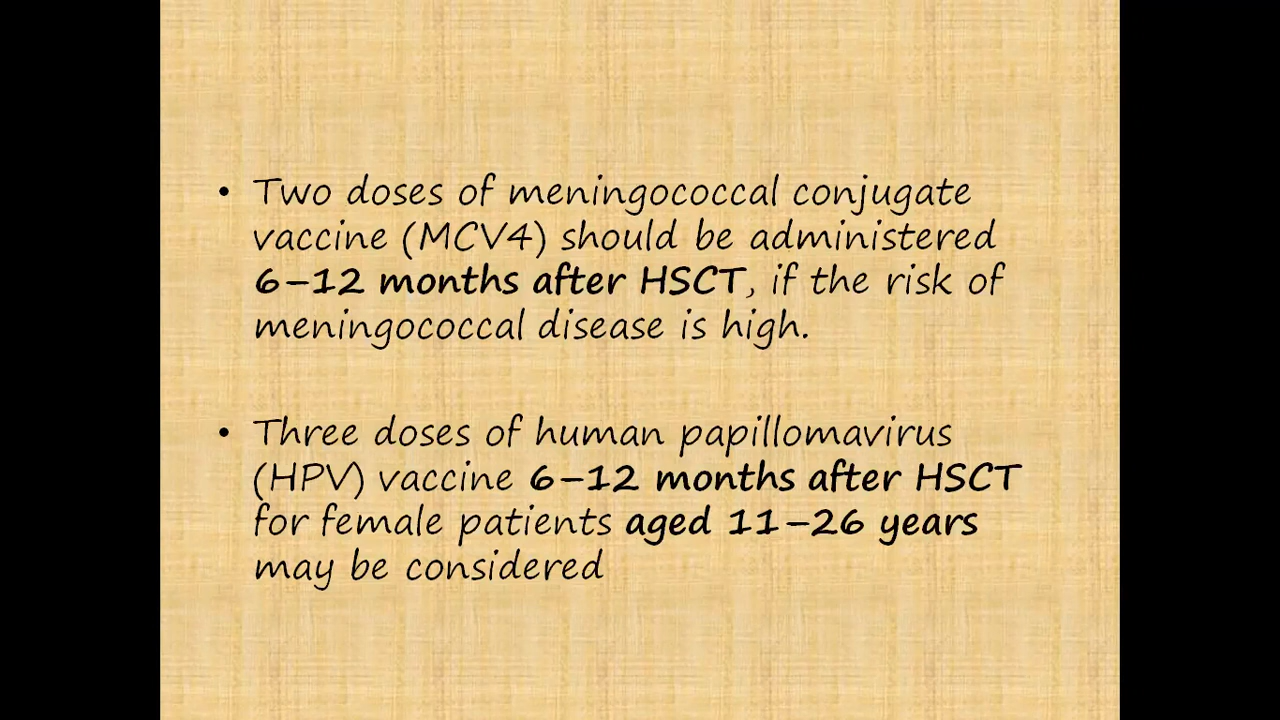 • Two doses of meningococcal conjugate
vaccine (MCV4) should be administered
6–12 months after HSCT, if the risk of
meningococcal disease is high.
• Three doses of human papillomavirus
(HPV) vaccine 6–12 months after HSCT
for female patients aged 11–26 years
may be considered